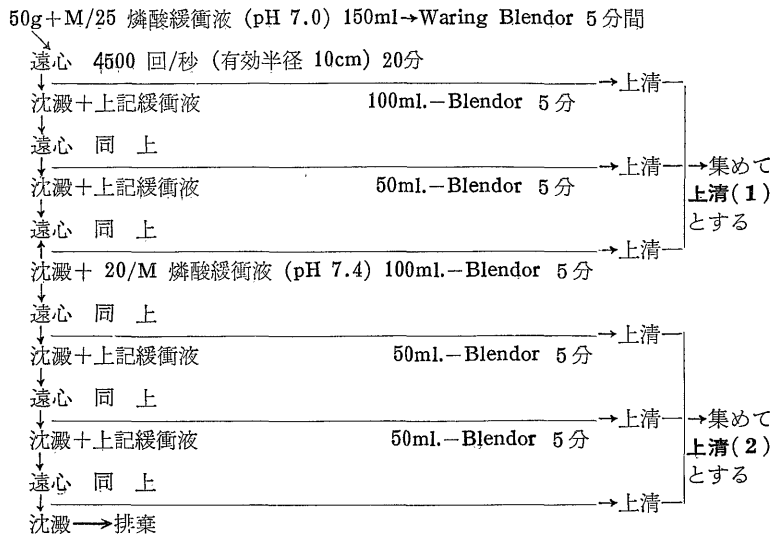 50g+M/25 燐酸緩衝液 (pH 7.0) 150ml→Waring Blendor 5分間
遠心 4500 回/秒 (有効半径 10cm) 20分
→上清
沈澱+上記緩衝液 100ml.－Blendor 5分
遠心 同 上
→上清 →集めて
沈澱+上記緩衝液 50ml.－Blendor 5分 上清(1)
遠心 同 上 とする
→上清
沈澱+ 20/M 燐酸緩衝液 (pH 7.4) 100ml.－Blendor 5分
遠心 同 上
→上清
沈澱+上記緩衝液 50ml.－Blendor 5分
遠心 同 上
→上清 →集めて
沈澱+上記緩衝液 50ml.－Blendor 5分 上清(2)
遠心 同 上 とする
→上清
沈澱→排棄